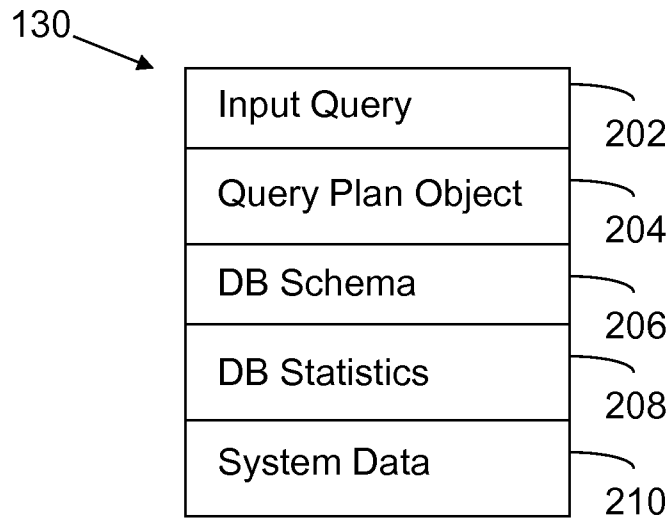 130
Input Query
202
Query Plan Object
204
DB Schema
206
DB Statistics
208
System Data
210